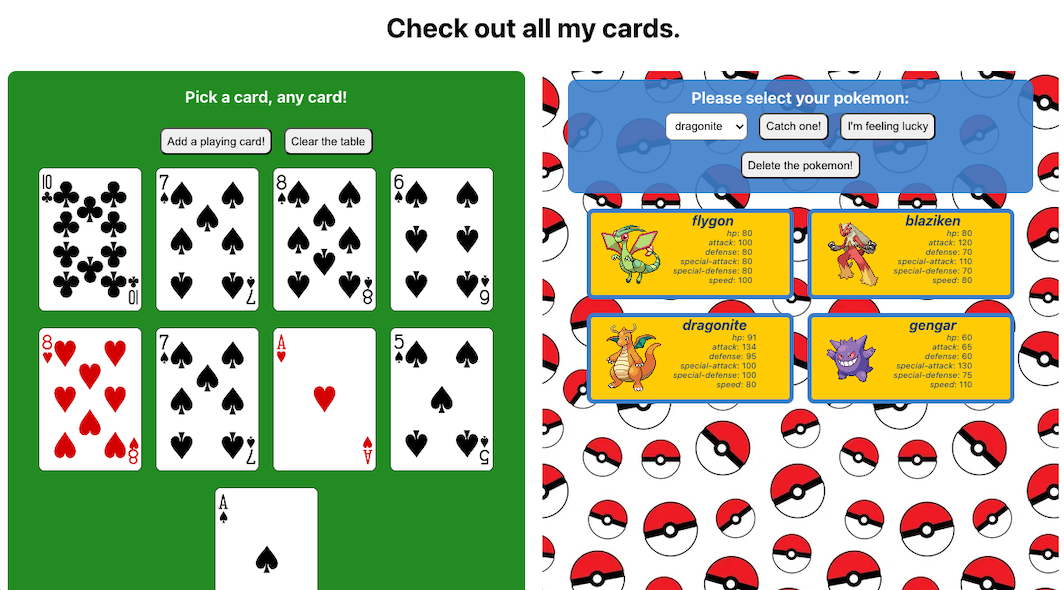 Check out all my cards.
Pick a card, any card!
Add a playing card! Clear the table
10 7 8 6
10 7 8 6
8 7 A 5
8 7 A 5
A
Please select your pokemon:
dragonite Catch one! I'm feeling lucky
Delete the pokemon!
flygon
hp: 80
attack: 100
defense: 80
special-attack: 80
special-defense: 80
speed: 100
blaziken
hp: 80
attack: 120
defense: 70
special-attack: 110
special-defense: 70
speed: 80
dragonite
hp: 91
attack: 134
defense: 95
special-attack: 100
special-defense: 100
speed: 80
gengar
hp: 60
attack: 65
defense: 60
special-attack: 130
special-defense: 75
speed: 110